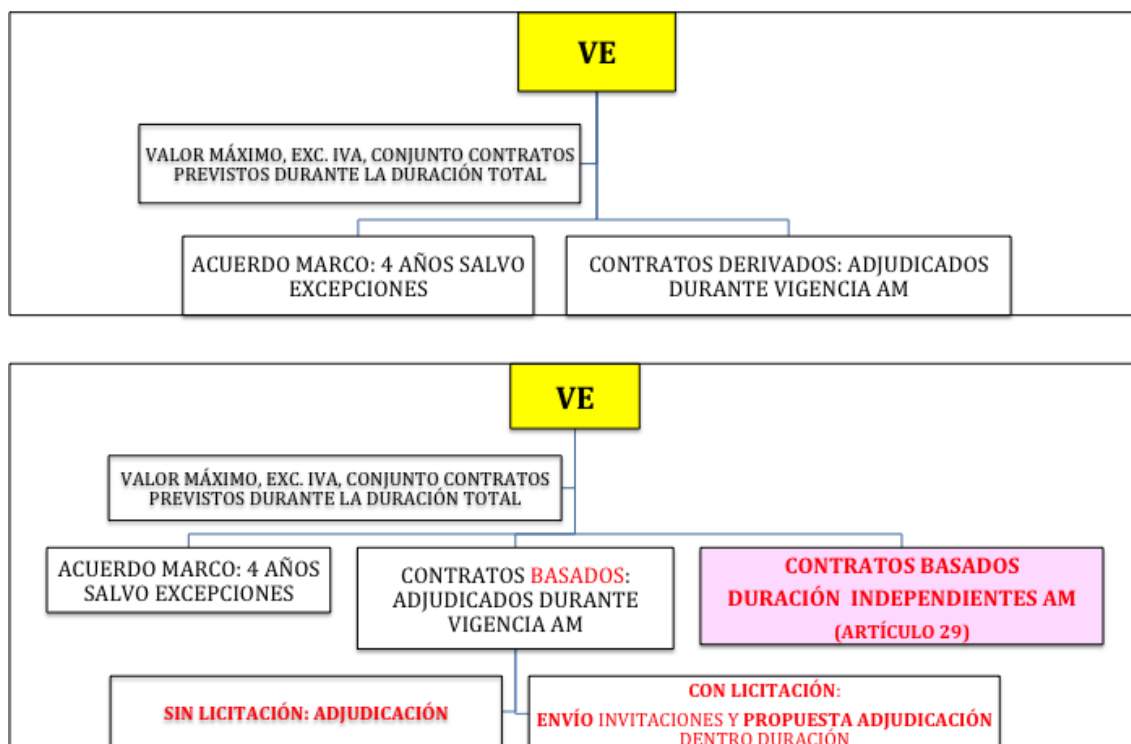 VE
VALOR MÁXIMO, EXC. IVA, CONJUNTO CONTRATOS
PREVISTOS DURANTE LA DURACIÓN TOTAL
ACUERDO MARCO: 4 AÑOS SALVO
EXCEPCIONES
CONTRATOS DERIVADOS: ADJUDICADOS
DURANTE VIGENCIA AM
VE
VALOR MÁXIMO, EXC. IVA, CONJUNTO CONTRATOS
PREVISTOS DURANTE LA DURACIÓN TOTAL
ACUERDO MARCO: 4 AÑOS
SALVO EXCEPCIONES
CONTRATOS BASADOS:
ADJUDICADOS DURANTE
VIGENCIA AM
CONTRATOS BASADOS
DURACIÓN INDEPENDIENTES AM
(ARTÍCULO 29)
SIN LICITACIÓN: ADJUDICACIÓN
CON LICITACIÓN:
ENVÍO INVITACIONES Y PROPUESTA ADJUDICACIÓN
DENTRO DURACIÓN